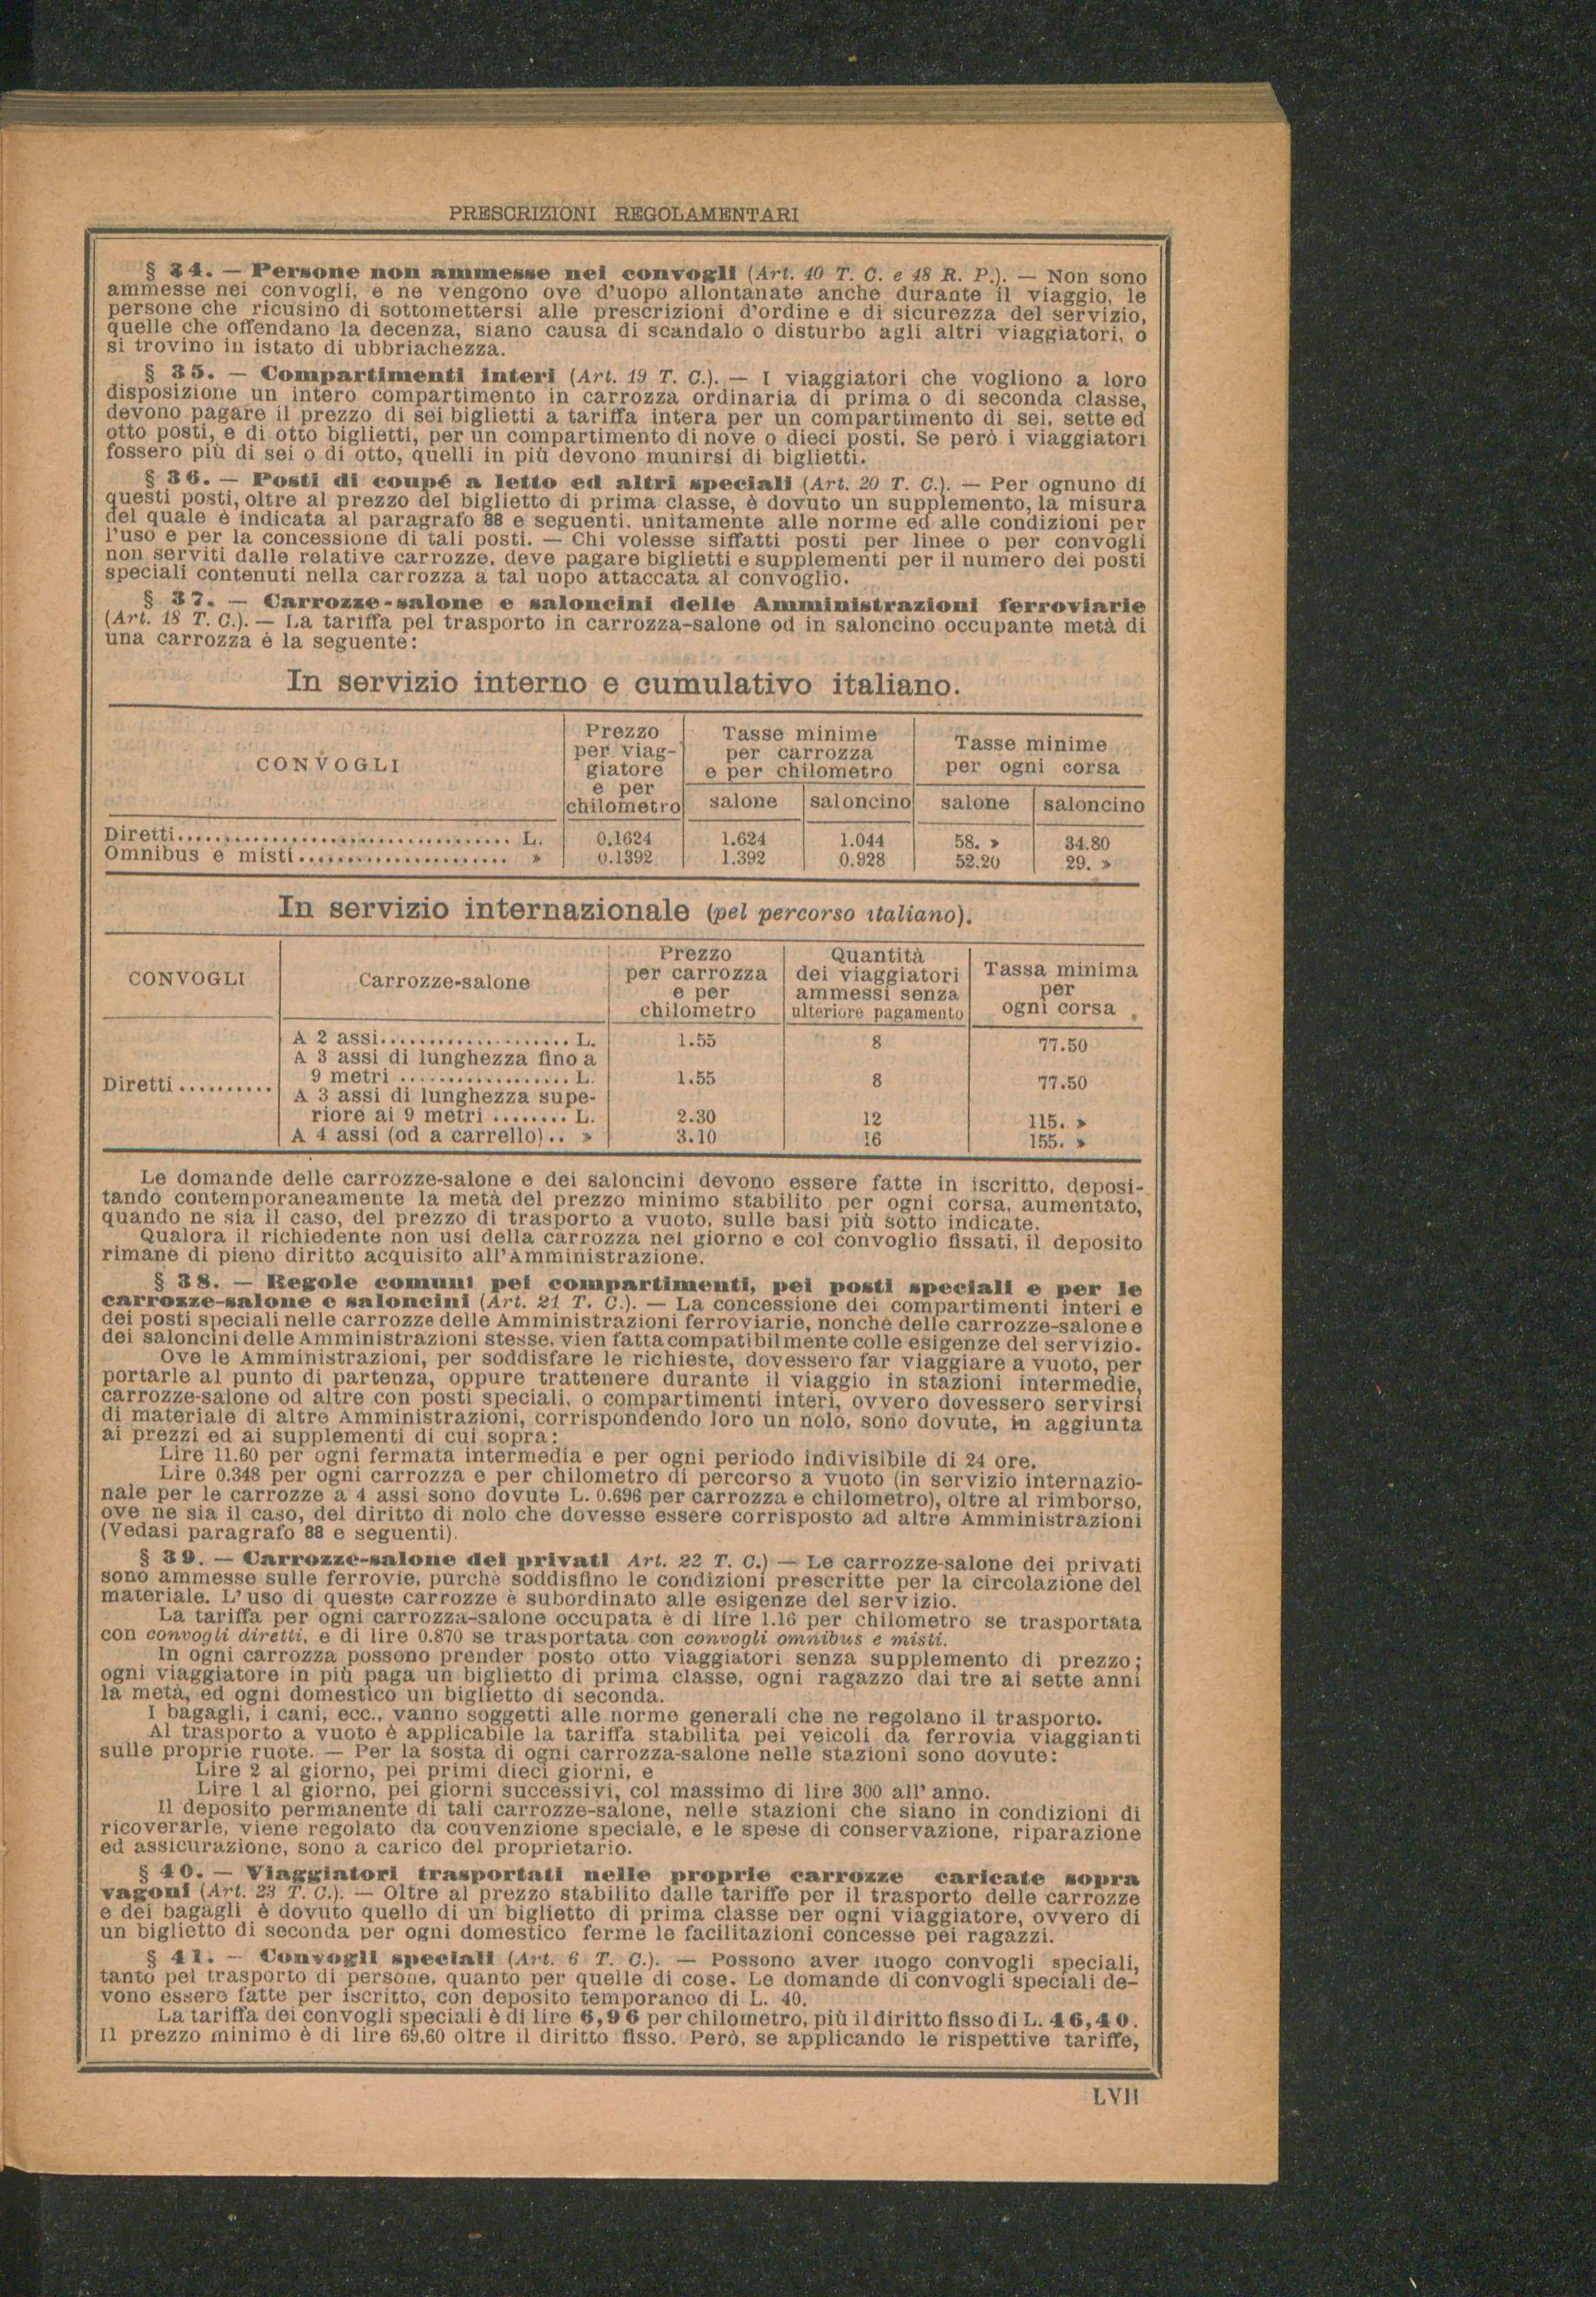 PRESCRIZIONI REGOLAMENTARI
§ 34. — Persone non ammesse nei convogli (Art. 40 T. C. e 48 R. P.). — Non sono
ammesse nei convogli, e ne vengono ove d'uopo allontanate anche durante il viaggio, le
persone che ricusino di sottomettersi alle prescrizioni d'ordine e di sicurezza del servizio,
quelle che offendano la decenza, siano causa di scandalo o disturbo agli altri viaggiatori, o
si trovino in istato di ubbriachezza.
§ 35. — Compartimenti interi (Art. 19 T. C.). — I viaggiatori che vogliono a loro
disposizione un intero compartimento in carrozza ordinaria di prima o di seconda classe,
devono pagare il prezzo di sei biglietti a tariffa intera per un compartimento di sei, sette ed
otto posti, e di otto biglietti, per un compartimento di nove o dieci posti. Se però i viaggiatori
fossero più di sei o di otto, quelli in più devono munirsi di biglietti.
§ 36. — Posti di coupé a letto ed altri speciali (Art. 20 T. C.). — Per ognuno di
questi posti, oltre al prezzo del biglietto di prima classe, è dovuto un supplemento, la misura
del quale è indicata al paragrafo 88 e seguenti, unitamente alle norme ed alle condizioni per
l'uso e per la concessione di tali posti. — Chi volesse siffatti posti per linee o per convogli
non serviti dalle relative carrozze, deve pagare biglietti e supplementi per il numero dei posti
speciali contenuti nella carrozza a tal uopo attaccata al convoglio.
§ 37. — Carrozze-salone e saloncini delle Amministrazioni ferroviarie
(Art. 18 T. C.). — La tariffa pel trasporto in carrozza-salone od in saloncino occupante metà di
una carrozza è la seguente:
In servizio interno e cumulativo italiano.
CONVOGLI
Prezzo
per viag-
giatore
e per
chilometro
Tasse minime
per carrozza
e per chilometro
salone saloncino
Tasse minime
per ogni corsa
salone saloncino
Diretti.................................. L. 0.1624 1.624 1.044 58. » 34.80
Omnibus e misti...................... » 0.1392 1.392 0.928 52.20 29. »
In servizio internazionale (pel percorso italiano).
CONVOGLI
Carrozze-salone
Prezzo
per carrozza
e per
chilometro
Quantità
dei viaggiatori
ammessi senza
ulteriore pagamento
Tassa minima
per
ogni corsa
Diretti..........
A 2 assi.................... L. 1.55 8 77.50
A 3 assi di lunghezza fino a
9 metri .................. L. 1.55 8 77.50
A 3 assi di lunghezza supe-
riore ai 9 metri ........ L. 2.30 12 115. »
A 4 assi (od a carrello).. » 3.10 16 155. »
Le domande delle carrozze-salone e dei saloncini devono essere fatte in iscritto, deposi-
tando contemporaneamente la metà del prezzo minimo stabilito per ogni corsa, aumentato,
quando ne sia il caso, del prezzo di trasporto a vuoto, sulle basi più sotto indicate.
Qualora il richiedente non usi della carrozza nel giorno e col convoglio fissati, il deposito
rimane di pieno diritto acquisito all'Amministrazione.
§ 38. — Regole comuni pei compartimenti, pei posti speciali e per le
carrozze-salone e saloncini (Art. 21 T. C.). — La concessione dei compartimenti interi e
dei posti speciali nelle carrozze delle Amministrazioni ferroviarie, nonchè delle carrozze-salone e
dei saloncini delle Amministrazioni stesse, vien fatta compatibilmente colle esigenze del servizio.
Ove le Amministrazioni, per soddisfare le richieste, dovessero far viaggiare a vuoto, per
portarle al punto di partenza, oppure trattenere durante il viaggio in stazioni intermedie,
carrozze-salone od altre con posti speciali, o compartimenti interi, ovvero dovessero servirsi
di materiale di altre Amministrazioni, corrispondendo loro un nolo, sono dovute, in aggiunta
ai prezzi ed ai supplementi di cui sopra:
Lire 11.60 per ogni fermata intermedia e per ogni periodo indivisibile di 24 ore.
Lire 0.348 per ogni carrozza e per chilometro di percorso a vuoto (in servizio internazio-
nale per le carrozze a 4 assi sono dovute L. 0.696 per carrozza e chilometro), oltre al rimborso,
ove ne sia il caso, del diritto di nolo che dovesse essere corrisposto ad altre Amministrazioni
(Vedasi paragrafo 88 e seguenti).
§ 39. — Carrozze-salone dei privati Art. 22 T. C.) — Le carrozze-salone dei privati
sono ammesse sulle ferrovie, purchè soddisfino le condizioni prescritte per la circolazione del
materiale. L'uso di queste carrozze è subordinato alle esigenze del servizio.
La tariffa per ogni carrozza-salone occupata è di lire 1.16 per chilometro se trasportata
con convogli diretti, e di lire 0.870 se trasportata con convogli omnibus e misti.
In ogni carrozza possono prender posto otto viaggiatori senza supplemento di prezzo;
ogni viaggiatore in più paga un biglietto di prima classe, ogni ragazzo dai tre ai sette anni
la metà, ed ogni domestico un biglietto di seconda.
I bagagli, i cani, ecc., vanno soggetti alle norme generali che ne regolano il trasporto.
Al trasporto a vuoto è applicabile la tariffa stabilita pei veicoli da ferrovia viaggianti
sulle proprie ruote. — Per la sosta di ogni carrozza-salone nelle stazioni sono dovute:
Lire 2 al giorno, pei primi dieci giorni, e
Lire 1 al giorno, pei giorni successivi, col massimo di lire 300 all' anno.
Il deposito permanente di tali carrozze-salone, nelle stazioni che siano in condizioni di
ricoverarle, viene regolato da convenzione speciale, e le spese di conservazione, riparazione
ed assicurazione, sono a carico del proprietario.
§ 40. — Viaggiatori trasportati nelle proprie carrozze caricate sopra
vagoni (Art. 23 T. C.). — Oltre al prezzo stabilito dalle tariffe per il trasporto delle carrozze
e dei bagagli è dovuto quello di un biglietto di prima classe per ogni viaggiatore, ovvero di
un biglietto di seconda per ogni domestico ferme le facilitazioni concesse pei ragazzi.
§ 41. — Convogli speciali (Art. 6 T. C.). — Possono aver luogo convogli speciali,
tanto pel trasporto di persone, quanto per quelle di cose. Le domande di convogli speciali de-
vono essere fatte per iscritto, con deposito temporaneo di L. 40.
La tariffa dei convogli speciali è di lire 6,96 per chilometro, più il diritto fisso di L. 46,40.
Il prezzo minimo è di lire 69,60 oltre il diritto fisso. Però, se applicando le rispettive tariffe,
LVII